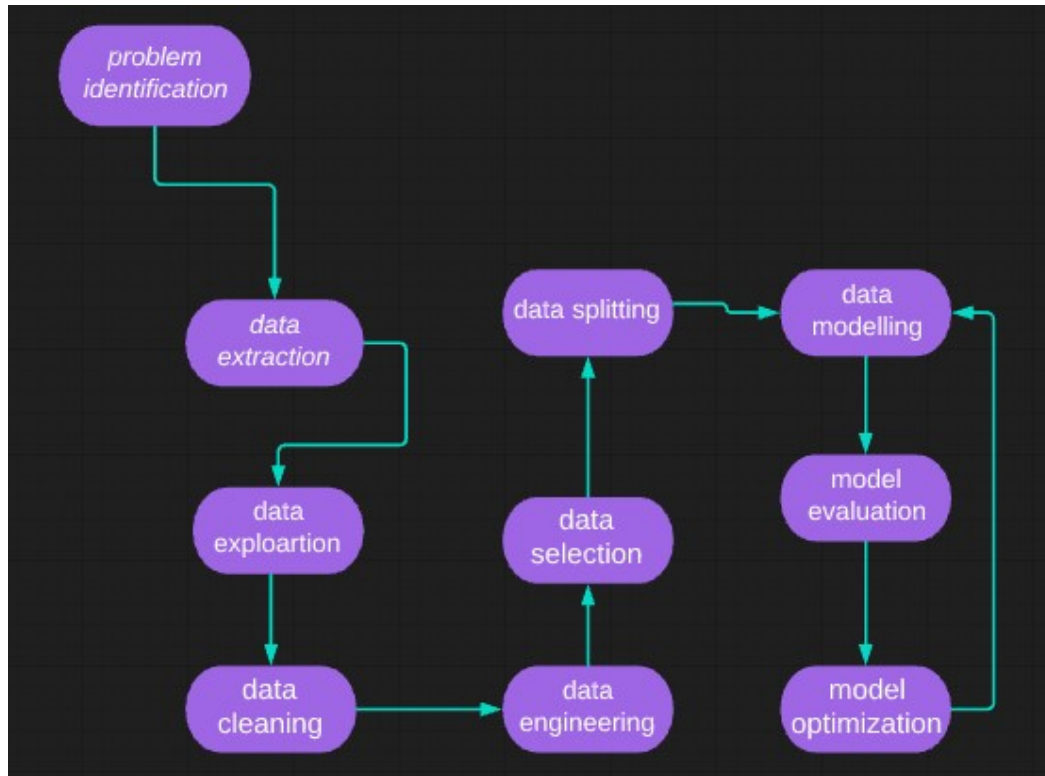 problem
identification
data
extraction
data
exploartion
data
cleaning
data
engineering
data
selection
data splitting
data
modelling
model
evaluation
model
optimization